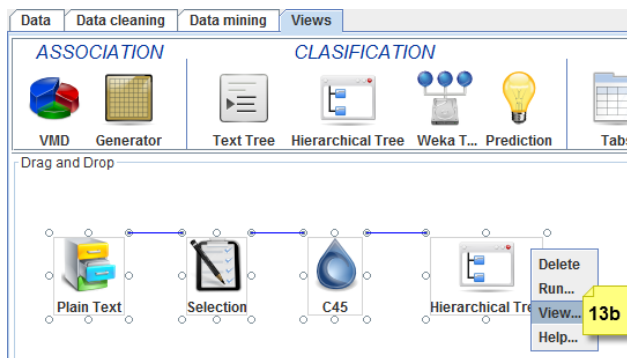 Data Data cleaning Data mining Views
ASSOCIATION CLASIFICATION
VMD Generator Text Tree Hierarchical Tree Weka T... Prediction Tabs
Drag and Drop
Plain Text Selection C45 Hierarchical Tre
Delete
Run...
View... 13b
Help...